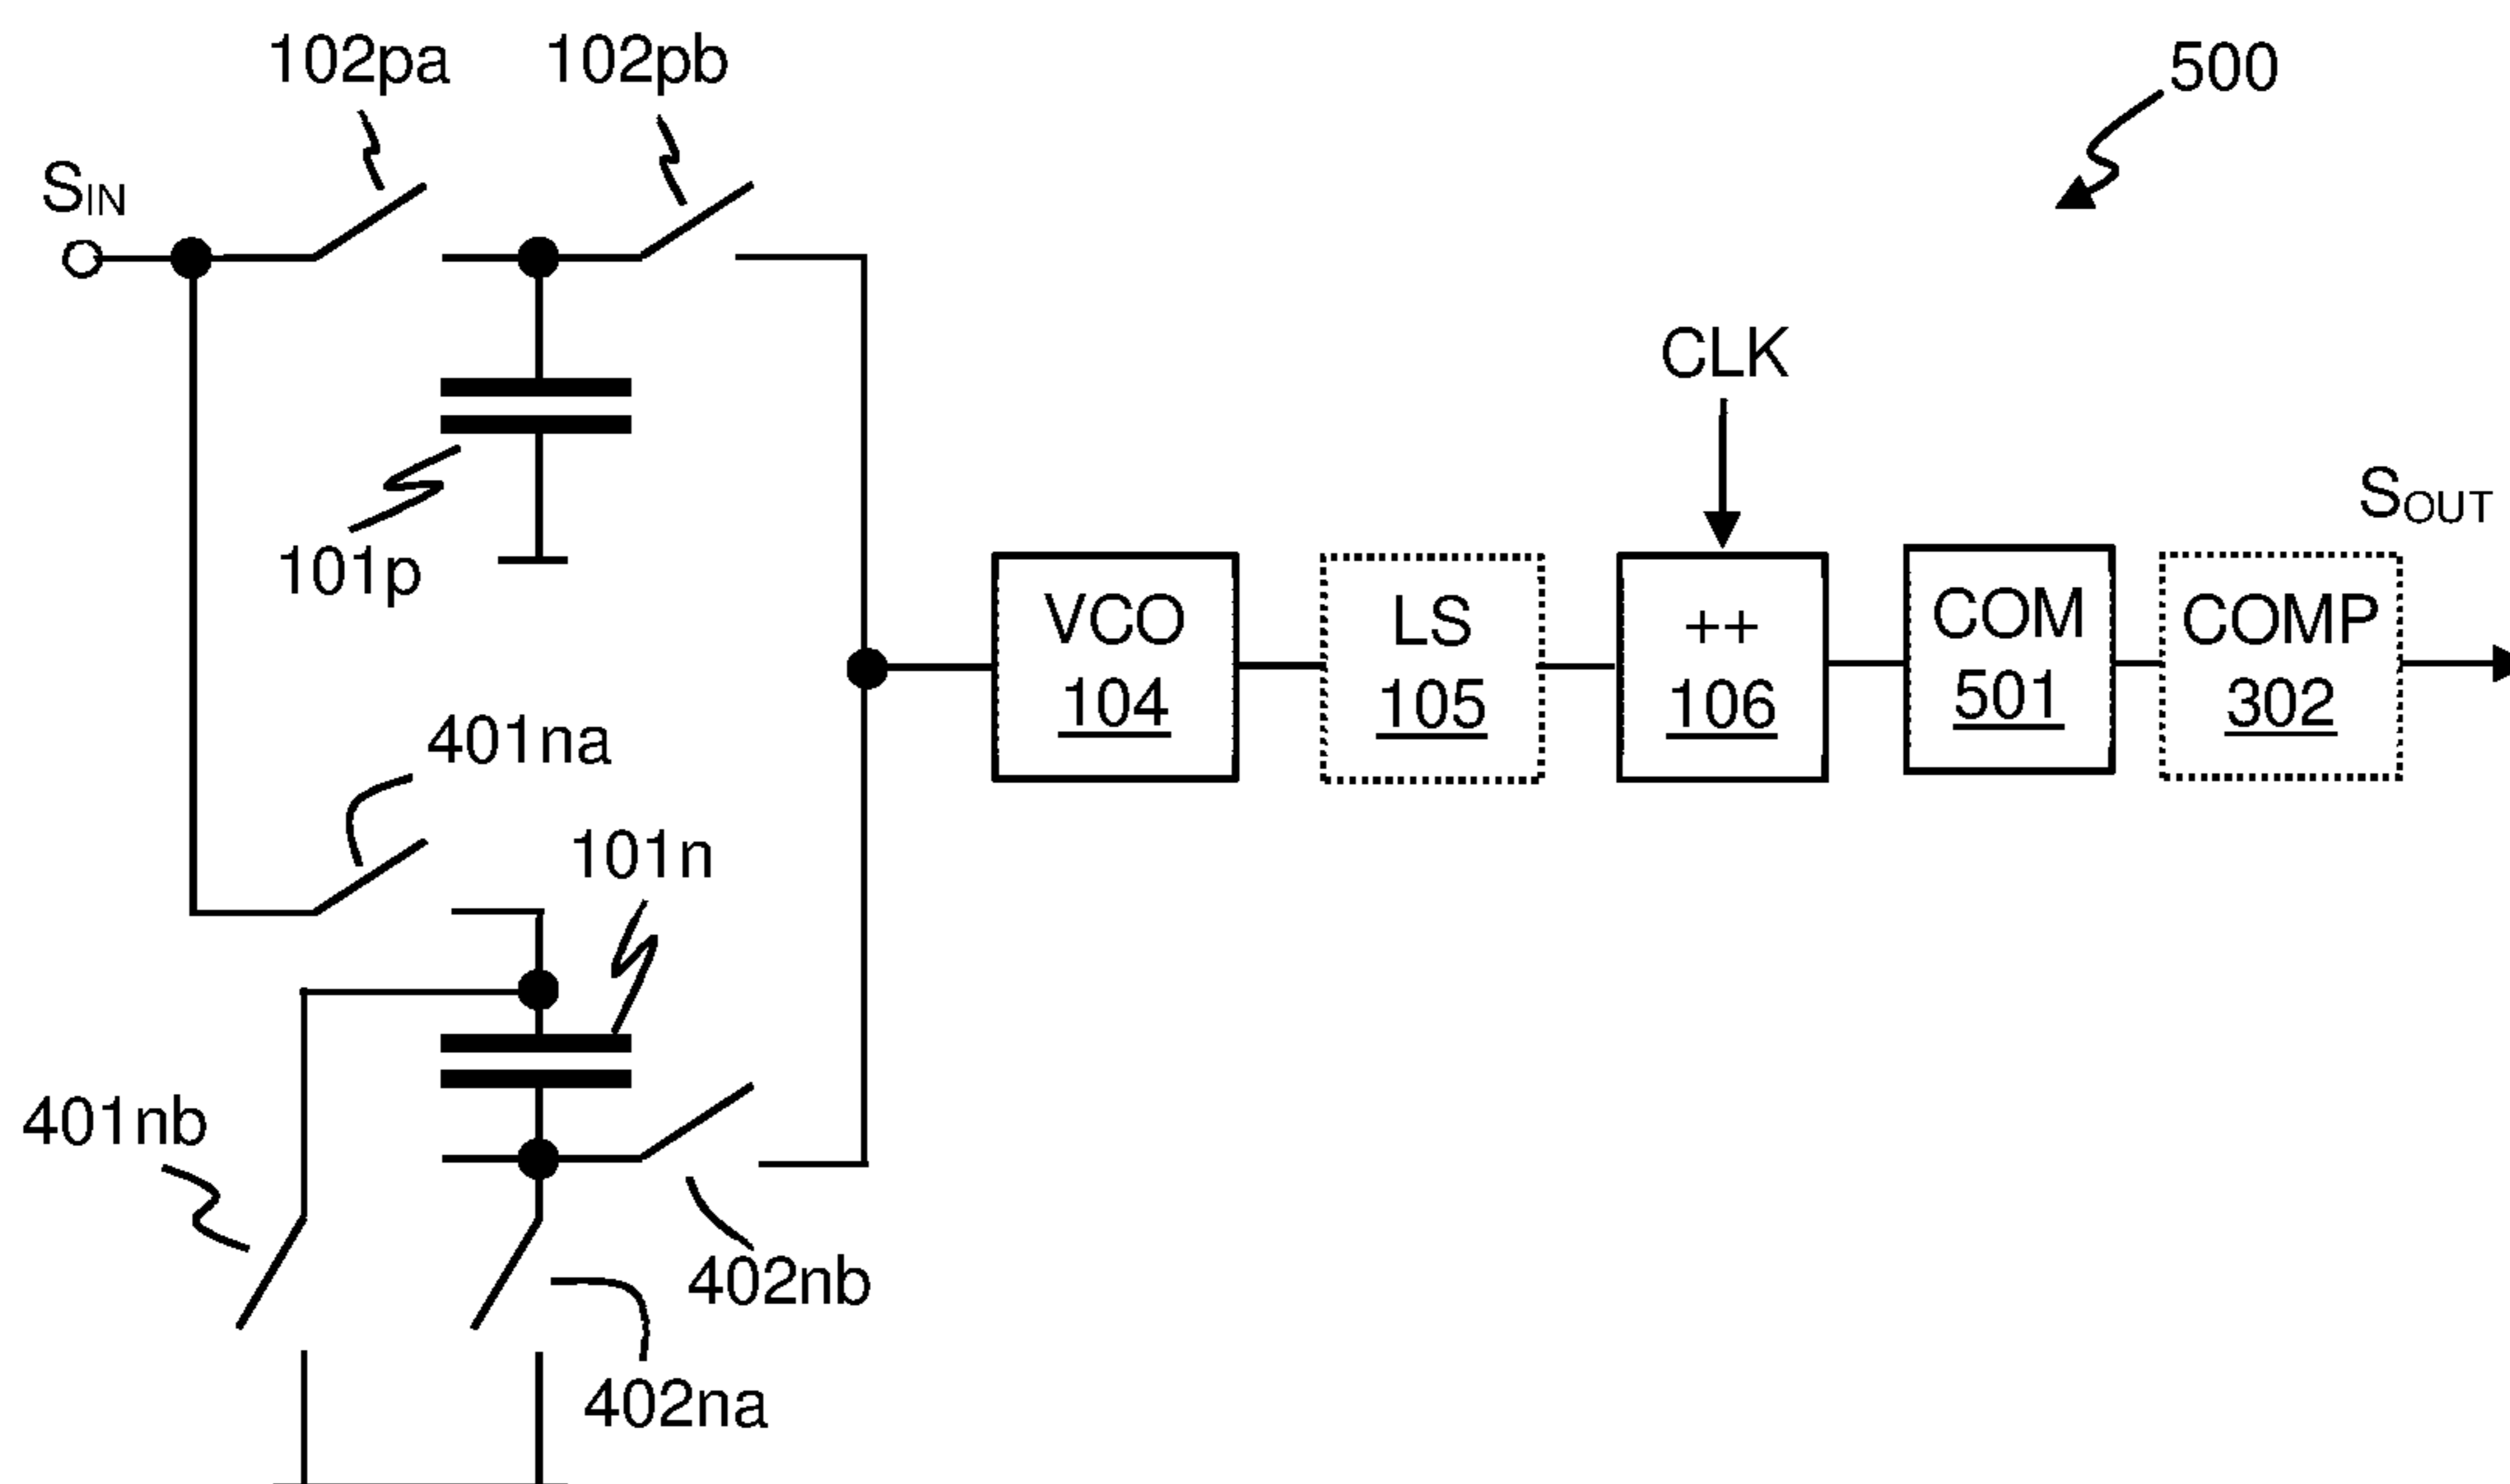 102pa
102pb
500
SIN
CLK
SOUT
101p
VCO
104
LS
105
++
106
COM
501
COMP
302
401na
101n
401nb
402nb
402na